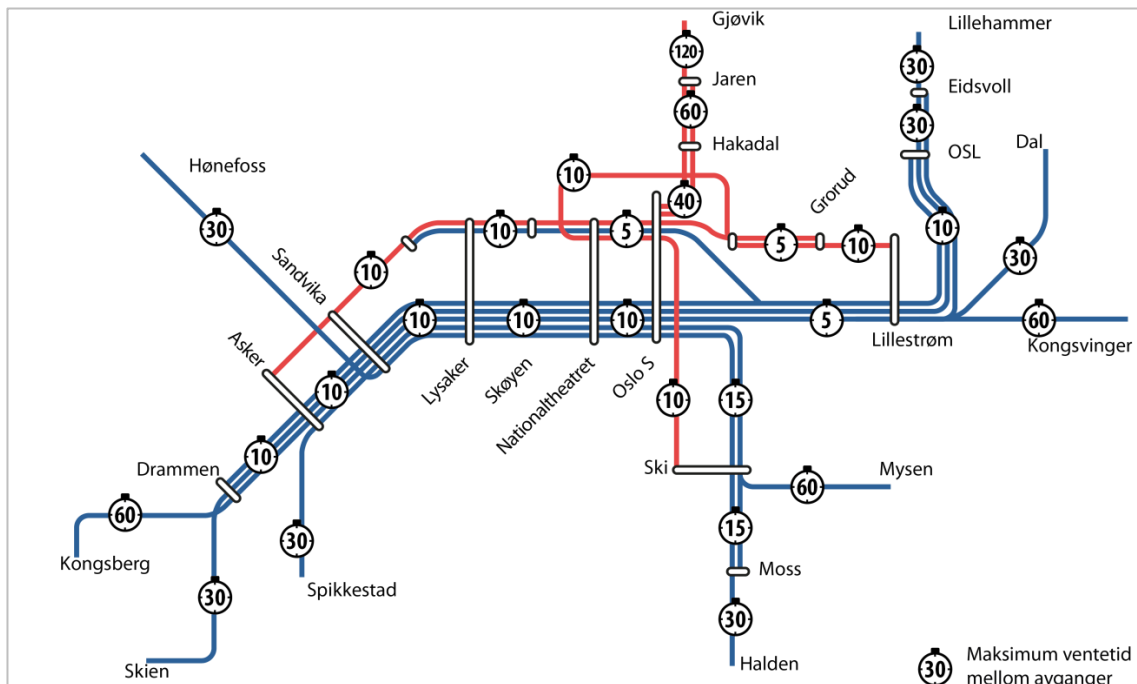 Gjøvik
Lillehammer
120
30
Jaren
Eidsvoll
60
30
Hakadal
OSL
Dal
Hønefoss
10
40
Grorud
30
10
5
5
10
10
30
Sandvika
10
10
10
10
5
60
Asker
Lysaker
Skøyen
Nationaltheatret
Oslo S
Lillestrøm
Kongsvinger
10
10
15
Drammen
10
Ski
Mysen
60
60
15
Kongsberg
30
Spikkestad
Moss
30
30
Skien
Halden
30
Maksimum ventetid
mellom avganger